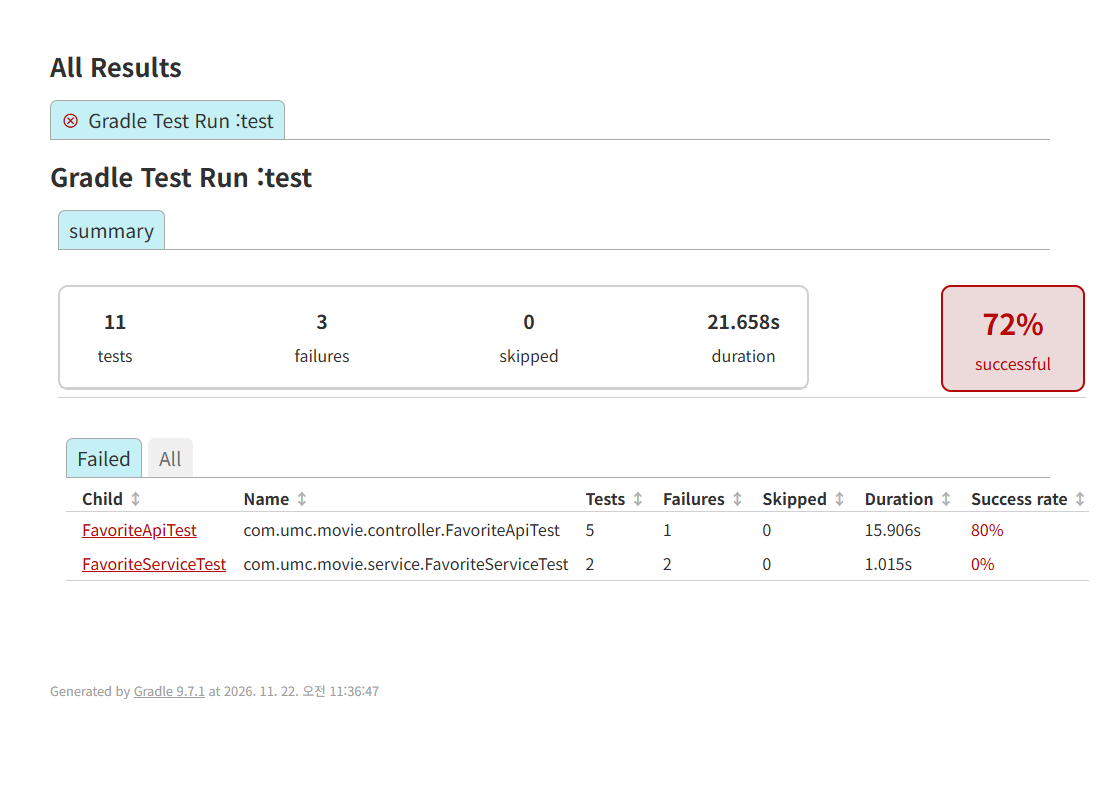 All Results
Gradle Test Run :test
Gradle Test Run :test
summary
11 3 0 21.658s
tests failures skipped duration
72%
successful
Failed All
Child Name Tests Failures Skipped Duration Success rate
FavoriteApiTest com.umc.movie.controller.FavoriteApiTest 5 1 0 15.906s 80%
FavoriteServiceTest com.umc.movie.service.FavoriteServiceTest 2 2 0 1.015s 0%
Generated by Gradle 9.7.1 at 2026. 11. 22. 오전 11:36:47